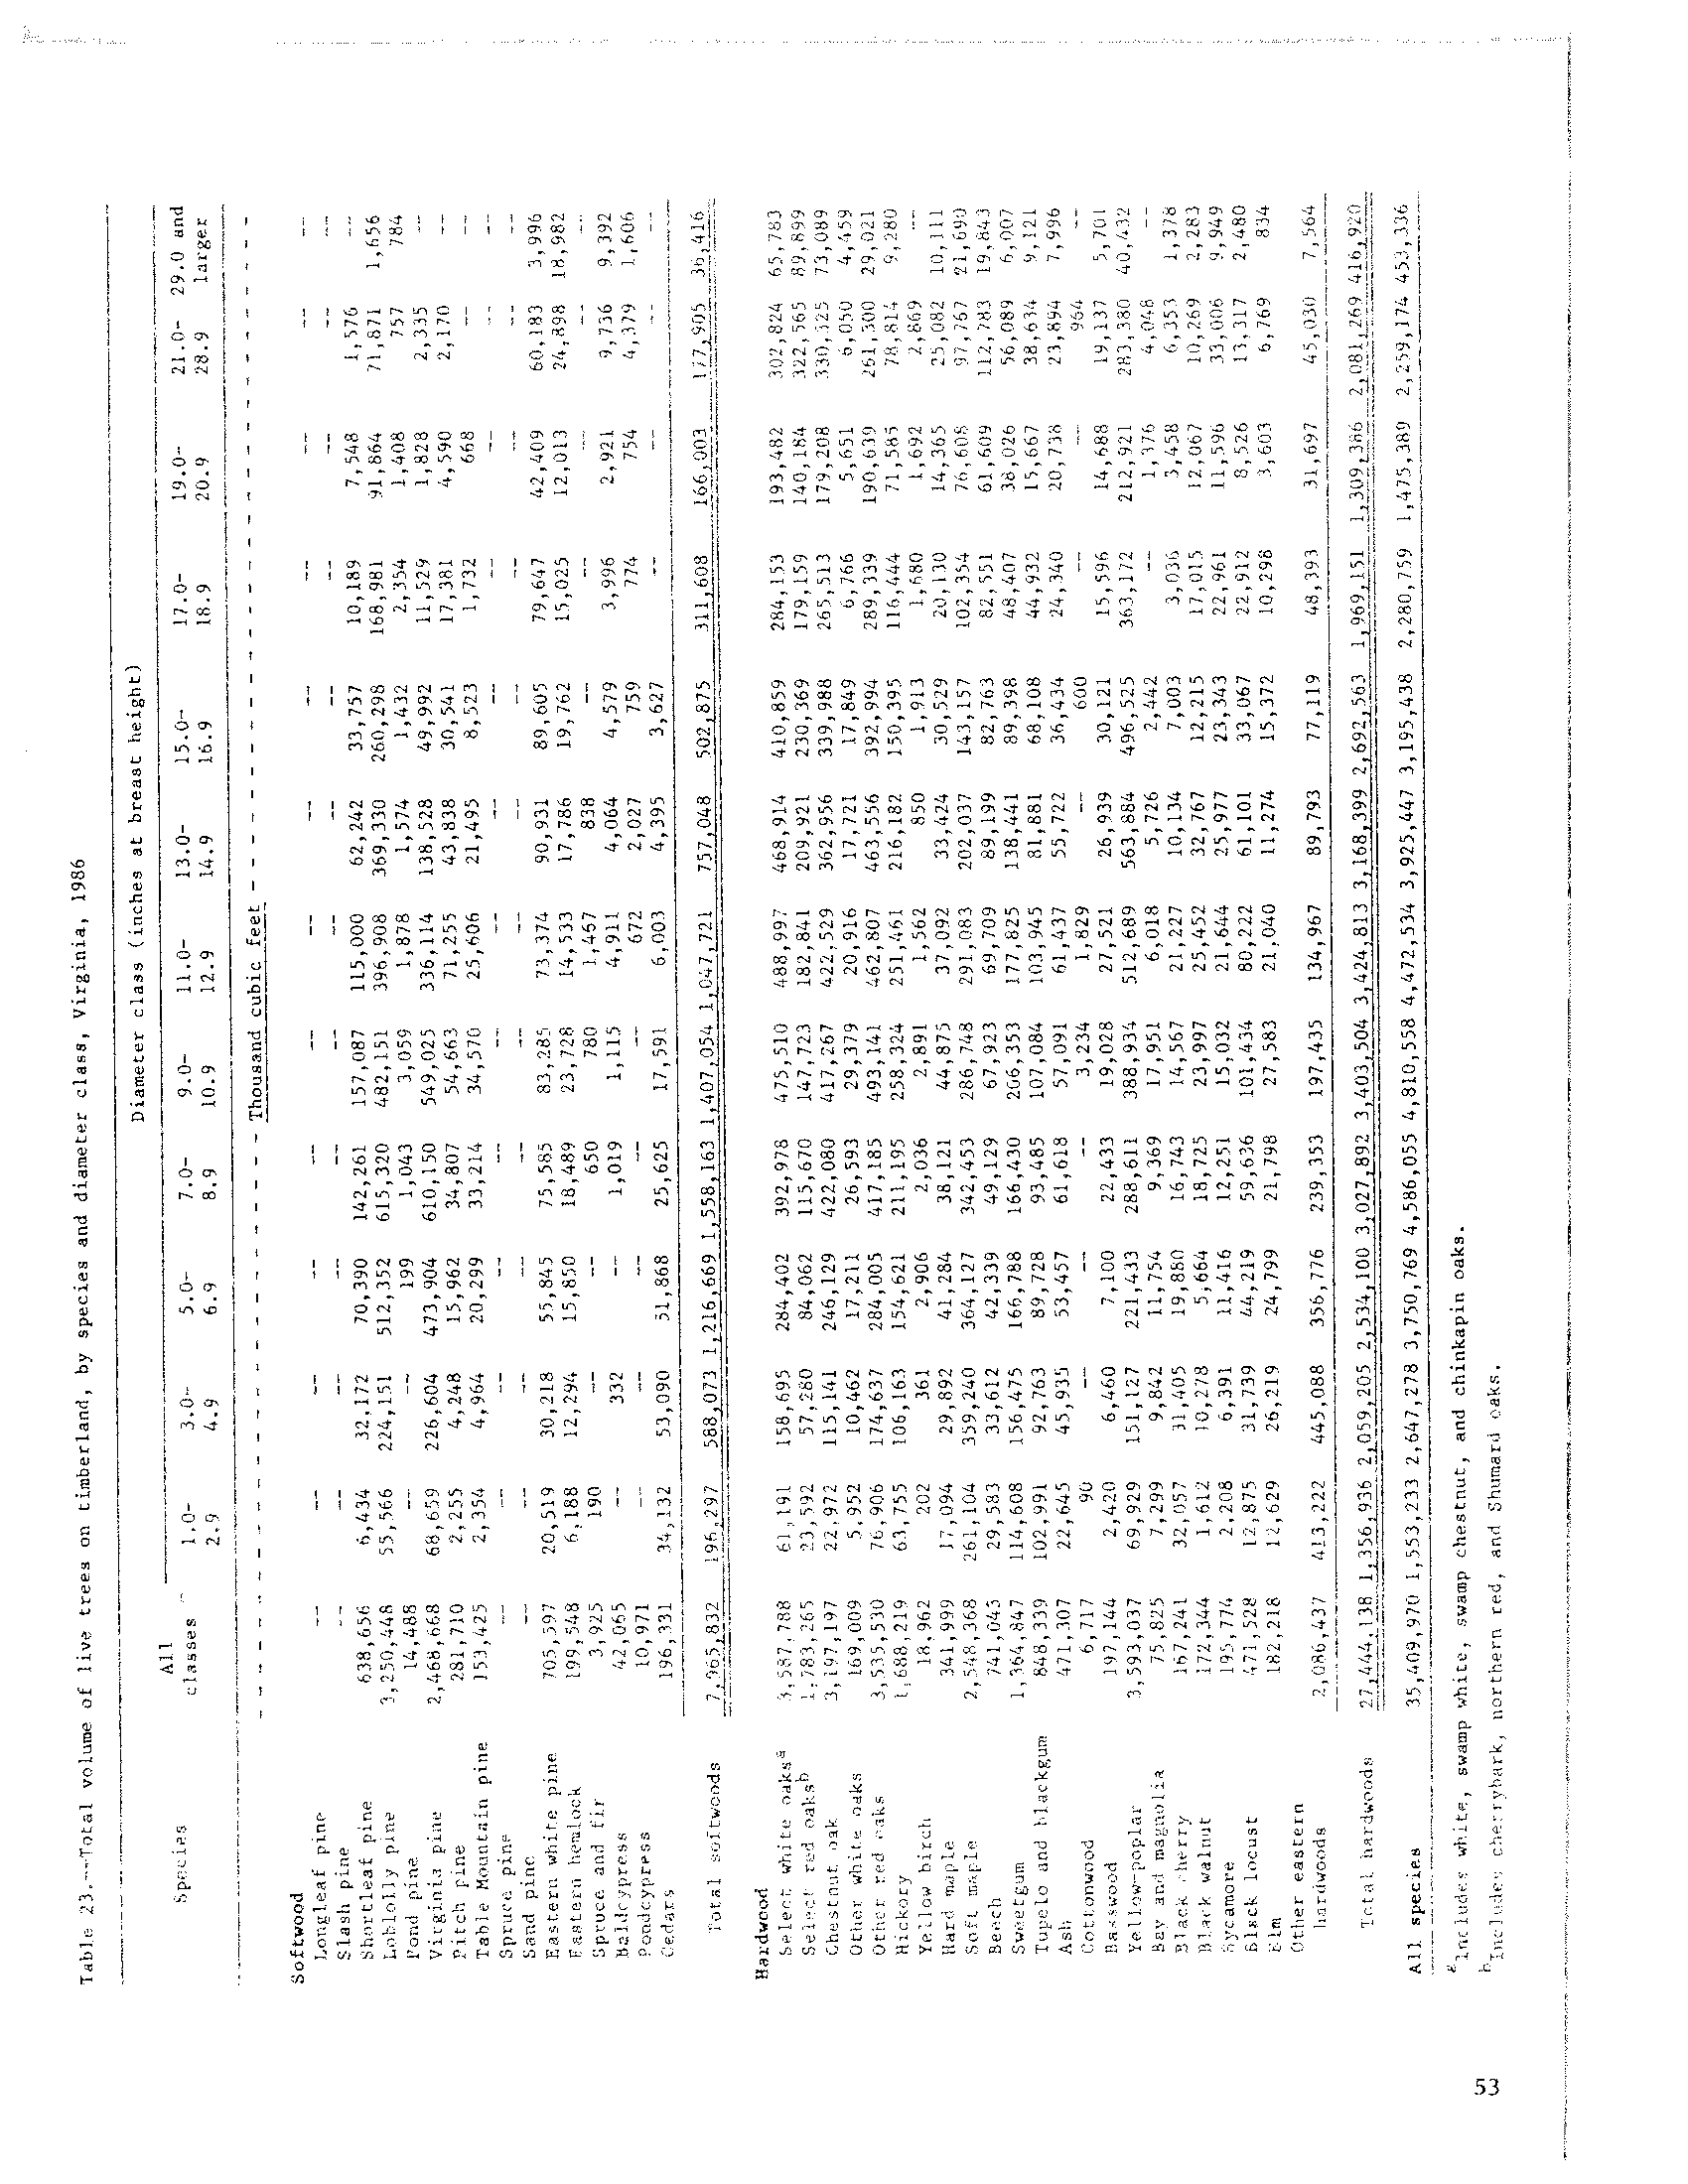 Table 23.--Total volume of live trees on timberland, by species and diameter class, Virginia, 1986
Diameter class (inches at breast height)
Species All classes 1.0-2.9 3.0-4.9 5.0-6.9 7.0-8.9 9.0-10.9 11.0-12.9 13.0-14.9 15.0-16.9 17.0-18.9 19.0-20.9 21.0-28.9 29.0 and larger
- - - - - - - - - - Thousand cubic feet - - - - - - - - - -
Softwood
Longleaf pine -- -- -- -- -- -- -- -- -- -- -- -- --
Slash pine -- -- -- -- -- -- -- -- -- -- -- -- --
Shortleaf pine 638,656 6,434 32,172 70,390 142,261 157,087 115,000 62,242 33,757 10,189 7,548 1,576 --
Loblolly pine 3,250,448 55,566 224,151 512,352 615,320 482,151 396,908 369,330 260,298 168,981 91,864 71,871 1,656
Pond pine 14,488 -- -- 199 1,043 3,059 1,878 1,574 1,432 2,354 1,408 757 784
Virginia pine 2,468,668 68,659 226,604 473,904 610,150 549,025 336,114 138,528 49,992 11,529 1,828 2,335 --
Pitch pine 281,710 2,255 4,248 15,962 34,807 54,663 71,255 43,838 30,541 17,381 4,590 2,170 --
Table Mountain pine 153,425 2,354 4,964 20,299 33,214 34,570 25,606 21,495 8,523 1,732 668 -- --
Spruce pine -- -- -- -- -- -- -- -- -- -- -- -- --
Sand pine -- -- -- -- -- -- -- -- -- -- -- -- --
Eastern white pine 705,597 20,519 30,218 55,845 75,585 83,285 73,374 90,931 89,605 79,647 42,409 60,183 3,996
Eastern hemlock 199,548 6,188 12,294 15,850 18,489 23,728 14,533 17,786 19,762 15,025 12,013 24,898 18,982
Spruce and fir 3,925 190 -- -- 650 780 1,467 838 -- -- -- -- --
Baldcypress 42,065 -- 332 -- 1,019 1,115 4,911 4,064 4,579 3,996 2,921 9,736 9,392
Pondcypress 10,971 -- -- -- -- -- 672 2,027 759 774 754 4,379 1,606
Cedars 196,331 34,132 53,090 51,868 25,625 17,591 6,003 4,395 3,627 -- -- -- --
Total softwoods 7,965,832 196,297 588,073 1,216,669 1,558,163 1,407,054 1,047,721 757,048 502,875 311,608 166,003 177,905 36,416
Hardwood
Select white oaks^a 3,587,788 61,191 158,695 284,402 392,978 475,510 488,997 468,914 410,859 284,153 193,482 302,824 65,783
Select red oaks^b 1,783,265 23,592 57,280 84,062 115,670 147,723 182,841 209,921 230,369 179,159 140,184 322,565 89,899
Chestnut oak 3,197,197 22,972 115,141 246,129 422,080 417,267 422,529 362,956 339,988 265,513 179,208 330,325 73,089
Other white oaks 169,009 5,952 10,462 17,211 26,593 29,379 20,916 17,721 17,849 6,766 5,651 6,050 4,459
Other red oaks 3,535,530 76,906 174,637 284,005 417,185 493,141 462,807 463,556 392,994 289,339 190,639 261,300 29,021
Hickory 1,688,219 63,755 106,163 154,621 211,195 258,324 251,461 216,182 150,395 116,444 71,585 78,814 9,280
Yellow birch 18,962 202 361 2,906 2,036 2,891 1,562 850 1,913 1,680 1,692 2,869 --
Hard maple 341,999 17,094 29,892 41,284 38,121 44,875 37,092 33,424 30,529 20,130 14,365 25,082 10,111
Soft maple 2,548,368 261,104 359,240 364,127 342,453 286,748 291,083 202,037 143,157 102,354 76,608 97,767 21,690
Beech 741,043 29,583 33,612 42,339 49,129 67,923 69,709 89,199 82,763 82,551 61,609 112,783 19,843
Sweetgum 1,364,847 114,608 156,475 166,788 166,430 206,353 177,825 138,441 89,398 48,407 38,026 56,089 6,007
Tupelo and blackgum 848,339 102,991 92,763 89,728 93,485 107,084 103,945 81,881 68,108 44,932 15,667 38,634 9,121
Ash 471,307 22,645 45,935 53,457 61,618 57,091 61,437 55,722 36,434 24,340 20,738 23,894 7,996
Cottonwood 6,717 90 -- -- -- 3,234 1,829 -- 600 -- -- 964 --
Basswood 197,144 2,420 6,460 7,100 22,433 19,028 27,521 26,939 30,121 15,596 14,688 19,137 5,701
Yellow-poplar 3,593,037 69,929 151,127 221,433 288,611 388,934 512,689 563,884 496,525 363,172 212,921 283,380 40,432
Bay and magnolia 75,825 7,299 9,842 11,754 9,369 17,951 6,018 5,726 2,442 -- 1,376 4,048 --
Black cherry 167,241 32,057 31,405 19,880 16,743 14,567 21,227 10,134 7,003 3,036 3,458 6,353 1,378
Black walnut 172,344 1,612 10,278 5,664 18,725 23,997 25,452 32,767 12,215 17,015 12,067 10,269 2,283
Sycamore 195,774 2,208 6,391 11,416 12,251 15,032 21,644 25,977 23,343 22,961 11,596 33,006 9,949
Black locust 471,528 12,875 31,739 44,219 59,636 101,434 80,222 61,101 33,067 22,912 8,526 13,317 2,480
Elm 182,218 12,629 26,219 24,799 21,798 27,583 21,040 11,274 15,372 10,298 3,603 6,769 834
Other eastern
hardwoods 2,086,437 413,222 445,088 356,776 239,353 197,435 134,967 89,793 77,119 48,393 31,697 45,030 7,564
Total hardwoods 27,444,138 1,356,936 2,059,205 2,534,100 3,027,892 3,403,504 3,424,813 3,168,399 2,692,563 1,969,151 1,309,386 2,081,269 416,920
All species 35,409,970 1,553,233 2,647,278 3,750,769 4,586,055 4,810,558 4,472,534 3,925,447 3,195,438 2,280,759 1,475,389 2,259,174 453,336
^a Includes white, swamp white, swamp chestnut, and chinkapin oaks.
^b Includes cherrybark, northern red, and Shumard oaks.
53